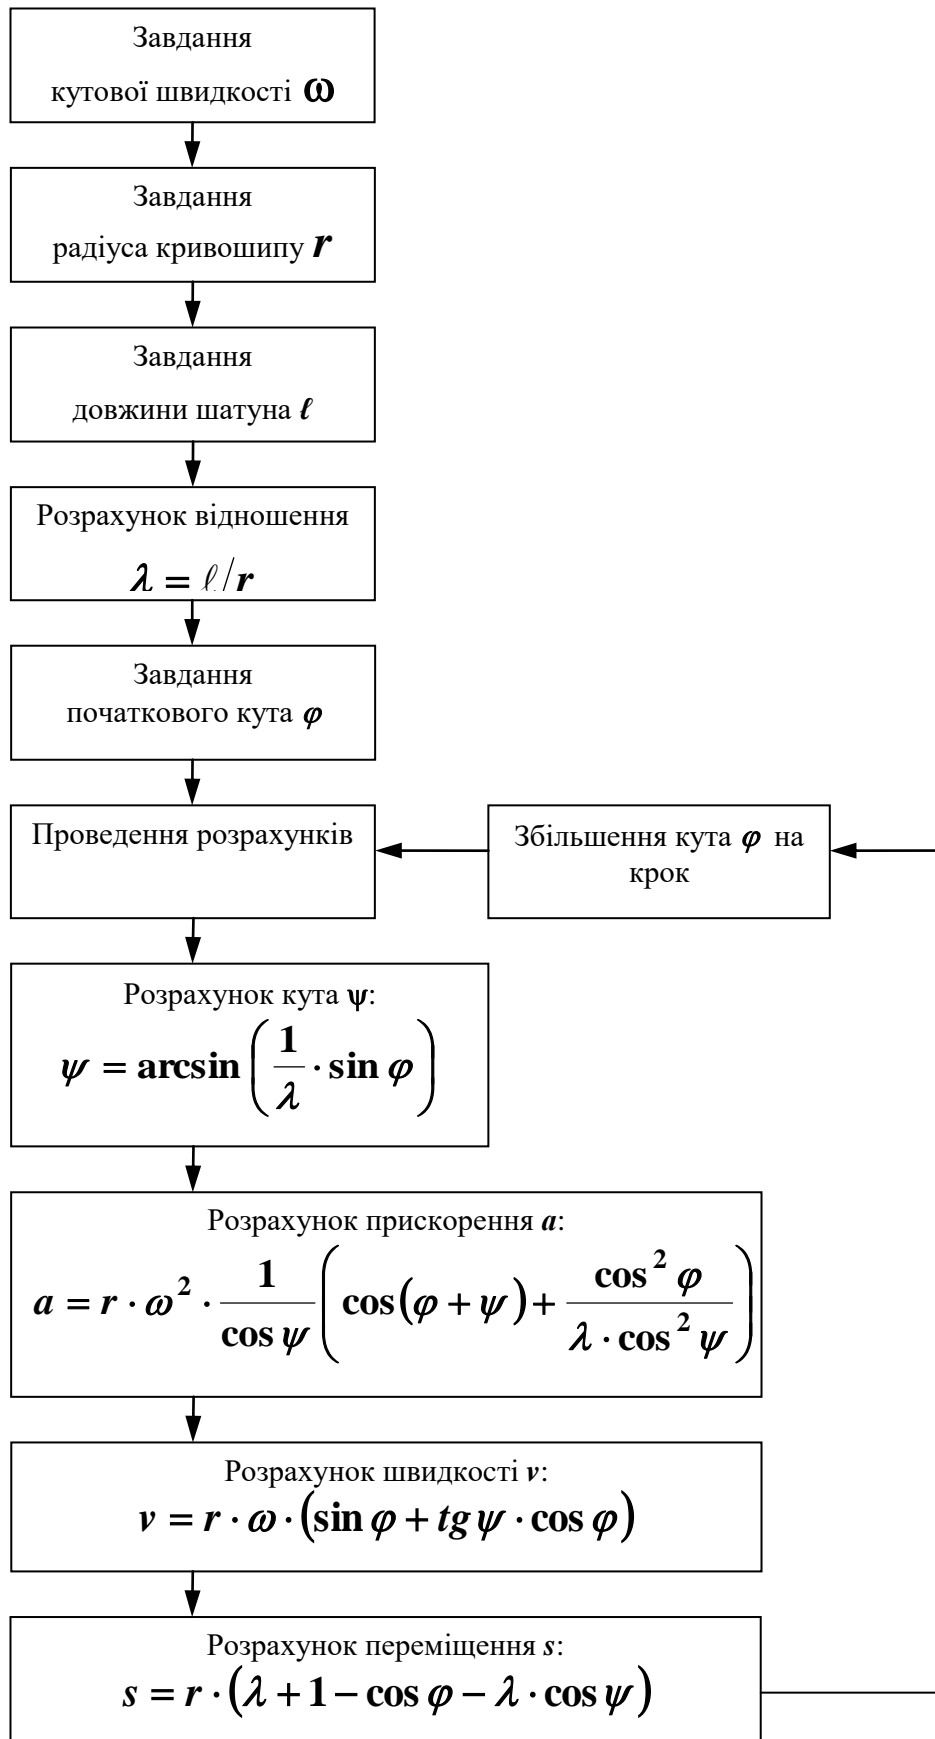 Завдання
кутової швидкості ω
Завдання
радіуса кривошипу r
Завдання
довжини шатуна ℓ
Розрахунок відношення
λ = ℓ/r
Завдання
початкового кута φ
Проведення розрахунків
Збільшення кута φ на
крок
Розрахунок кута ψ:
ψ = arcsin(1/λ · sin φ)
Розрахунок прискорення a:
a = r · ω² · 1/cos ψ (cos(φ + ψ) + cos² φ/(λ · cos² ψ))
Розрахунок швидкості v:
v = r · ω · (sin φ + tg ψ · cos φ)
Розрахунок переміщення s:
s = r · (λ + 1 − cos φ − λ · cos ψ)